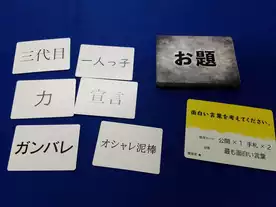 三代目
一人っ子
力
宣言
ガンバレ
オシャレ泥棒
お題
面白い言葉を考えてください。
公開×1 手札×2
最も面白い言葉